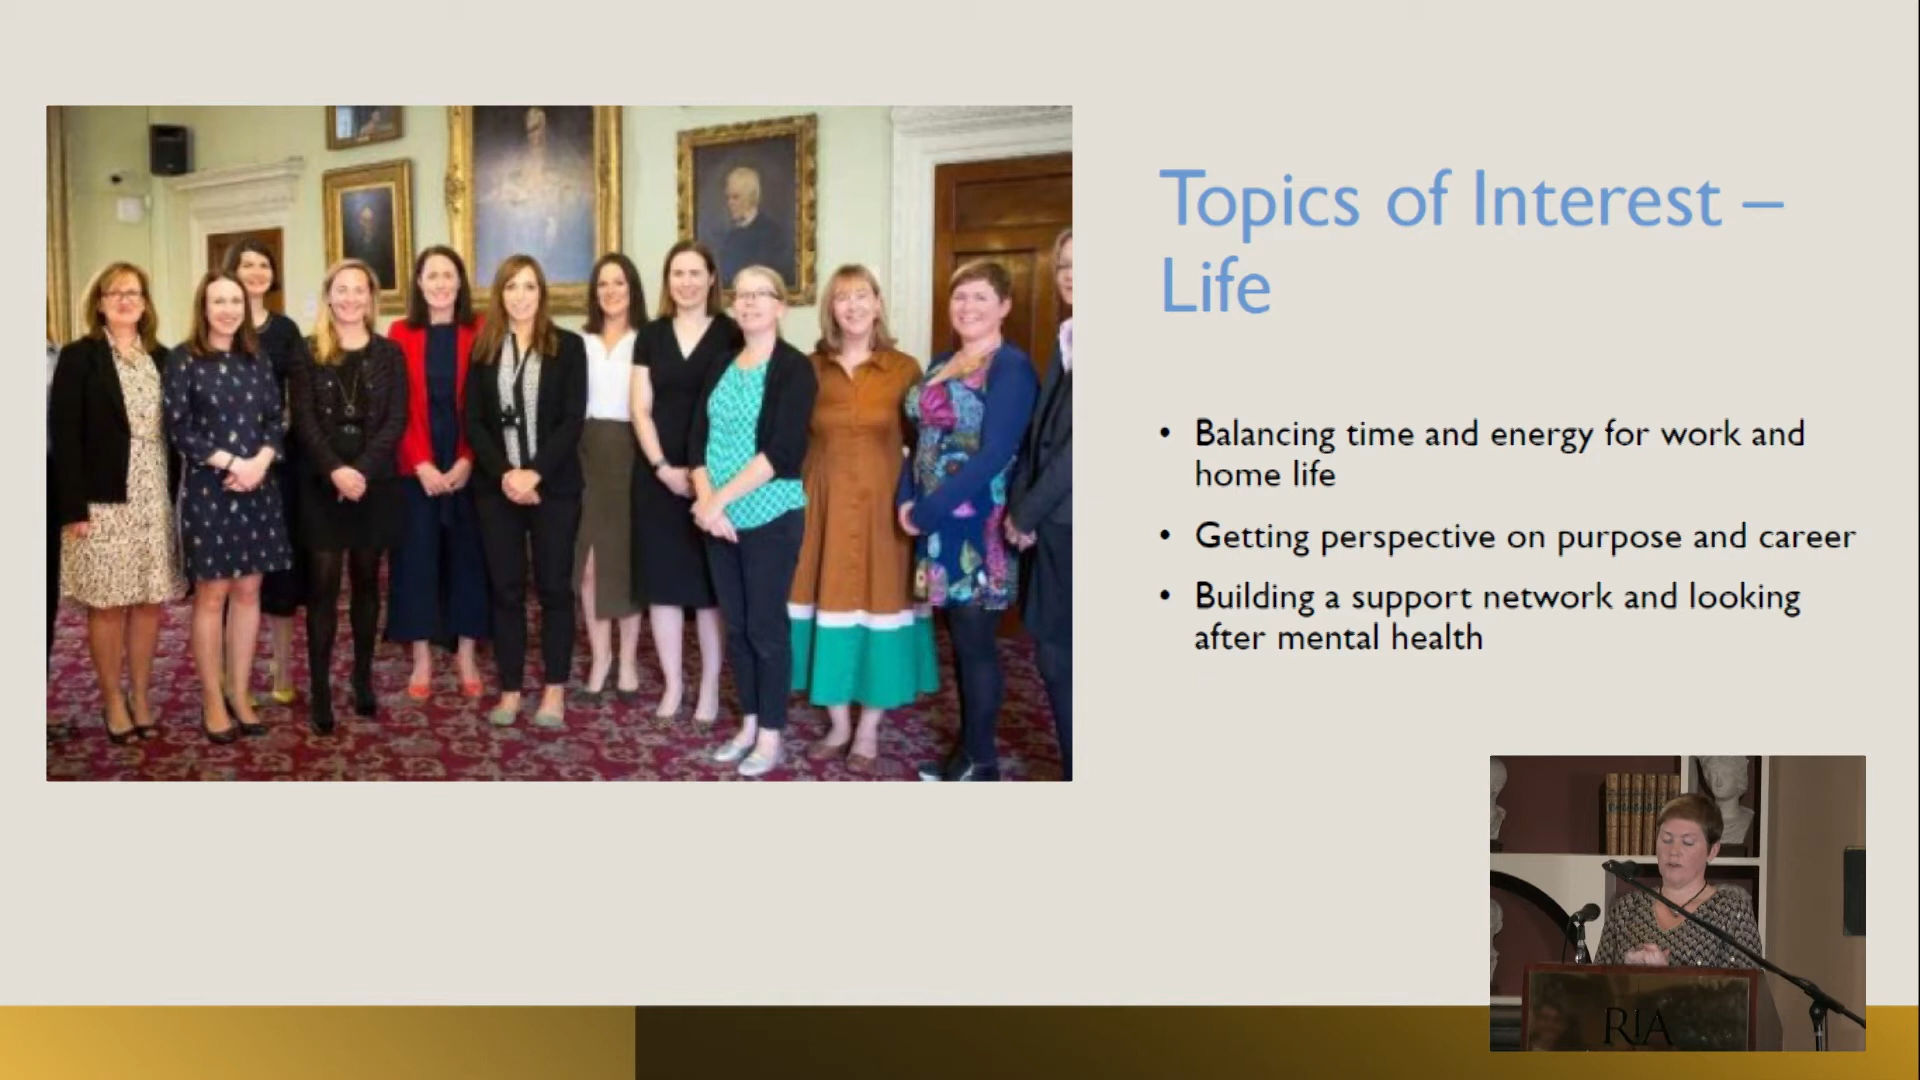 Topics of Interest –
Life
• Balancing time and energy for work and
home life
• Getting perspective on purpose and career
• Building a support network and looking
after mental health
RIA